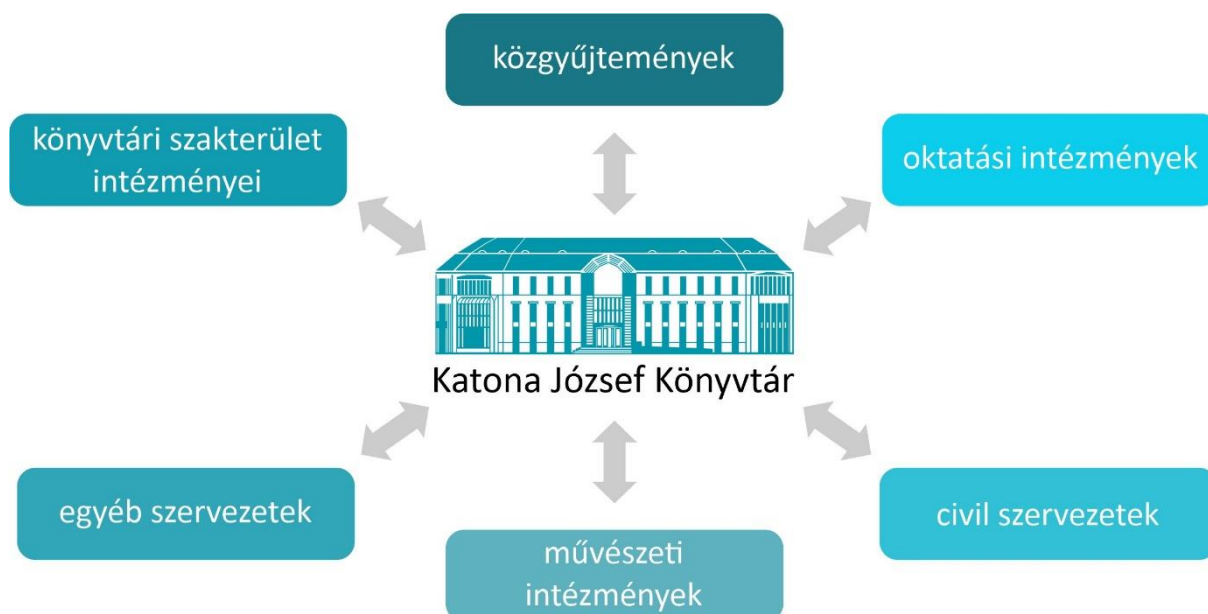 közgyűjtemények
könyvtári szakterület
intézményei
oktatási intézmények
Katona József Könyvtár
egyéb szervezetek
civil szervezetek
művészeti
intézmények